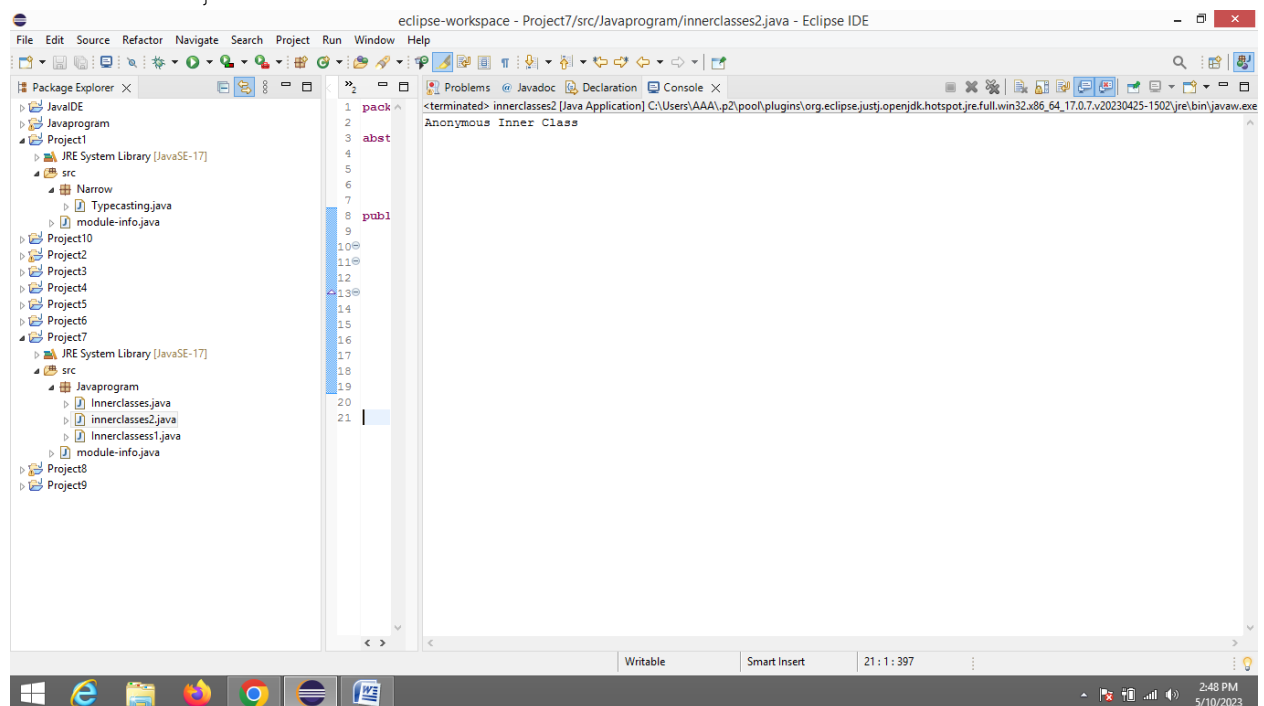 eclipse-workspace - Project7/src/Javaprogram/innerclasses2.java - Eclipse IDE
File Edit Source Refactor Navigate Search Project Run Window Help
Package Explorer
JavaIDE
Javaprogram
Project1
JRE System Library [JavaSE-17]
src
Narrow
Typecasting.java
module-info.java
Project10
Project2
Project3
Project4
Project5
Project6
Project7
JRE System Library [JavaSE-17]
src
Javaprogram
Innerclasses.java
innerclasses2.java
Innerclassess1.java
module-info.java
Project8
Project9
»2
1 pack
2
3 abst
4
5
6
7
8 publ
9
10
11
12
13
14
15
16
17
18
19
20
21
Problems @ Javadoc Declaration Console
<terminated> innerclasses2 [Java Application] C:\Users\AAA\.p2\pool\plugins\org.eclipse.justj.openjdk.hotspot.jre.full.win32.x86_64_17.0.7.v20230425-1502\jre\bin\javaw.exe
Anonymous Inner Class
Writable Smart Insert 21 : 1 : 397
2:48 PM
5/10/2023